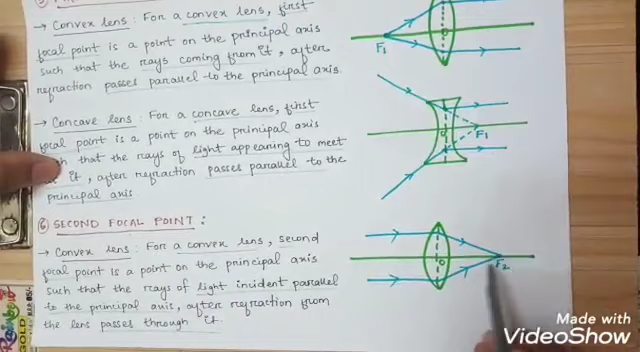 → Convex lens : For a convex lens, first
focal point is a point on the principal axis
such that the rays coming from it, after
refraction passes parallel to the principal axis.
F1
→ Concave lens : For a concave lens, first
focal point is a point on the principal axis
that the rays of light appearing to meet
it, after refraction passes parallel to the
principal axis
O
F1
⑥ SECOND FOCAL POINT :
→ Convex lens : For a convex lens, second
focal point is a point on the principal axis
such that the rays of light incident parallel
to the principal axis, after refraction from
the lens passes through it.
O
F2
GOLD
Made with
VideoShow